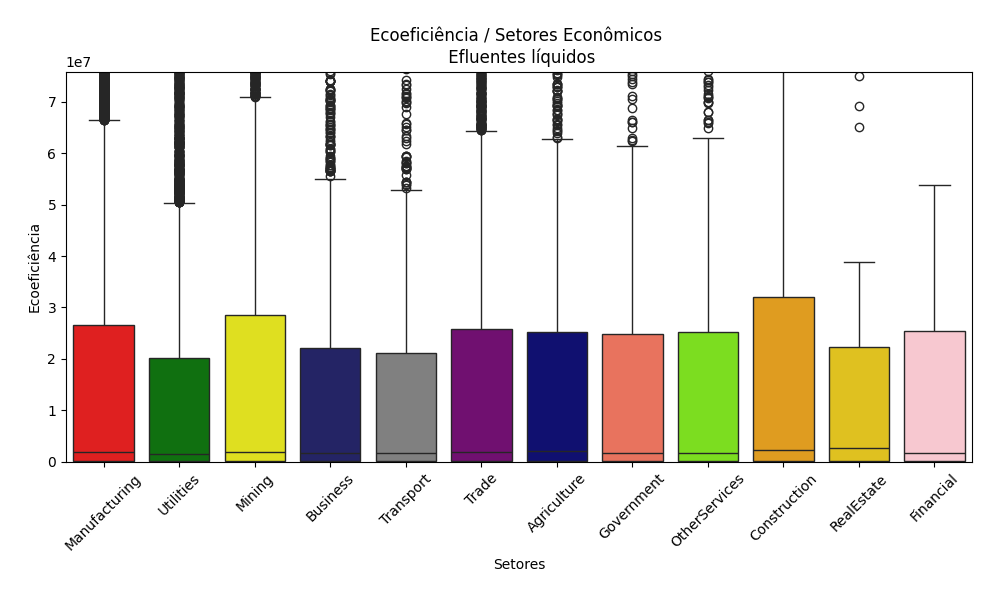 Ecoeficiência / Setores Econômicos
Efluentes líquidos
1e7
7
6
5
4
3
2
1
0
Ecoeficiência
Manufacturing
Utilities
Mining
Business
Transport
Trade
Agriculture
Government
OtherServices
Construction
RealEstate
Financial
Setores